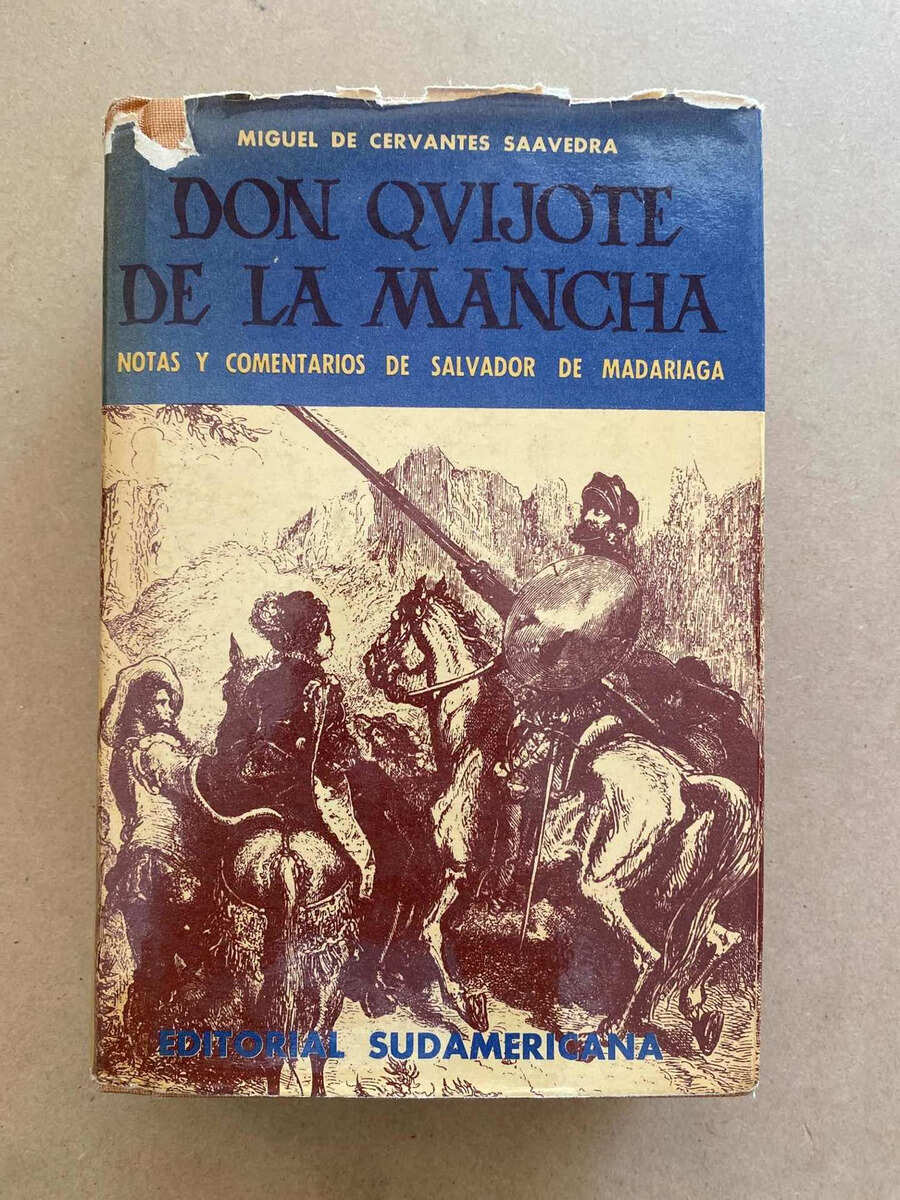 MIGUEL DE CERVANTES SAAVEDRA
DON QVIJOTE
DE LA MANCHA
NOTAS Y COMENTARIOS DE SALVADOR DE MADARIAGA
EDITORIAL SUDAMERICANA